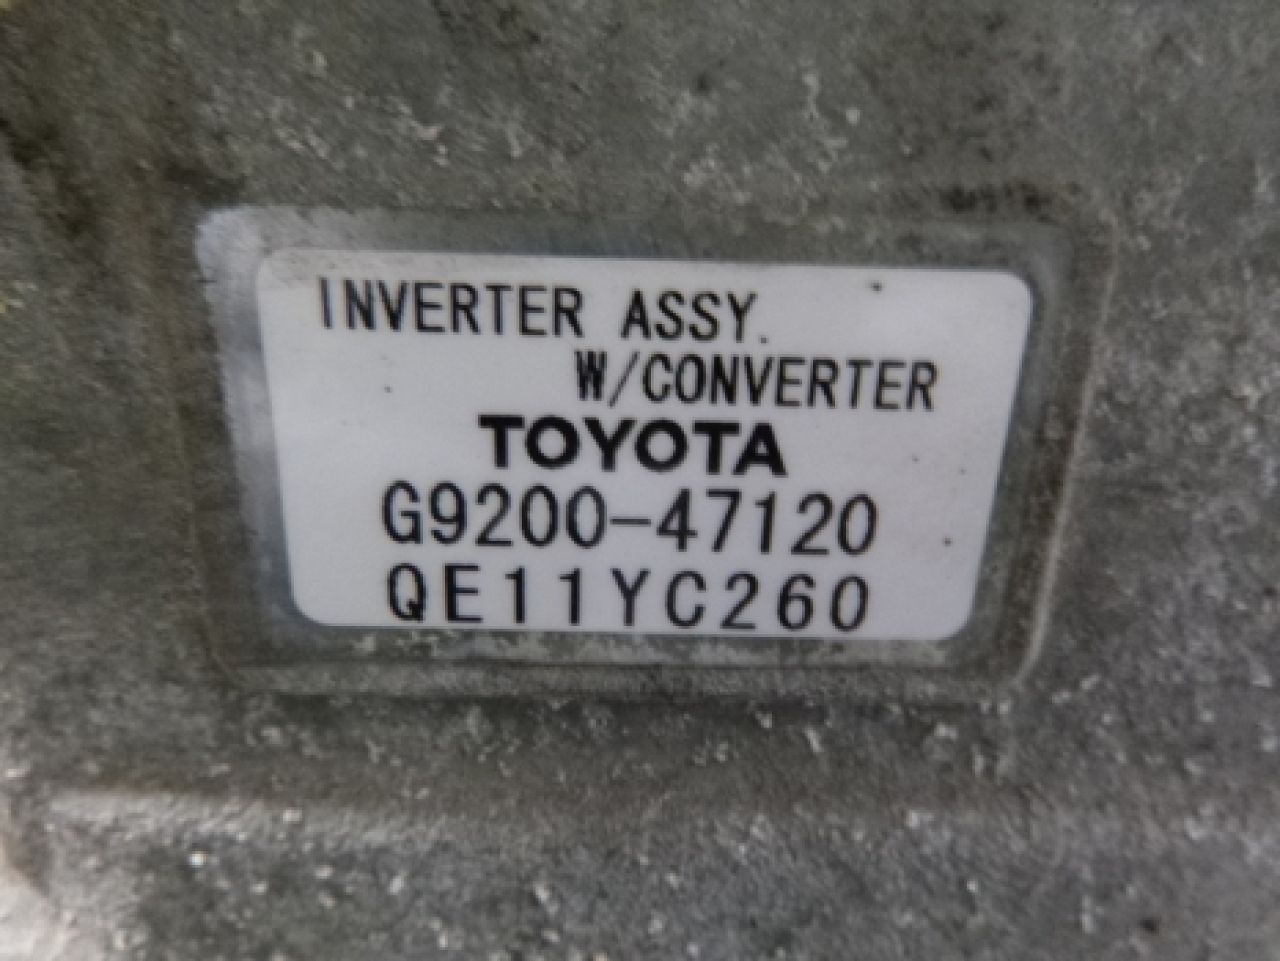 INVERTER ASSY.
W/CONVERTER
TOYOTA
G9200-47120
QE11YC260